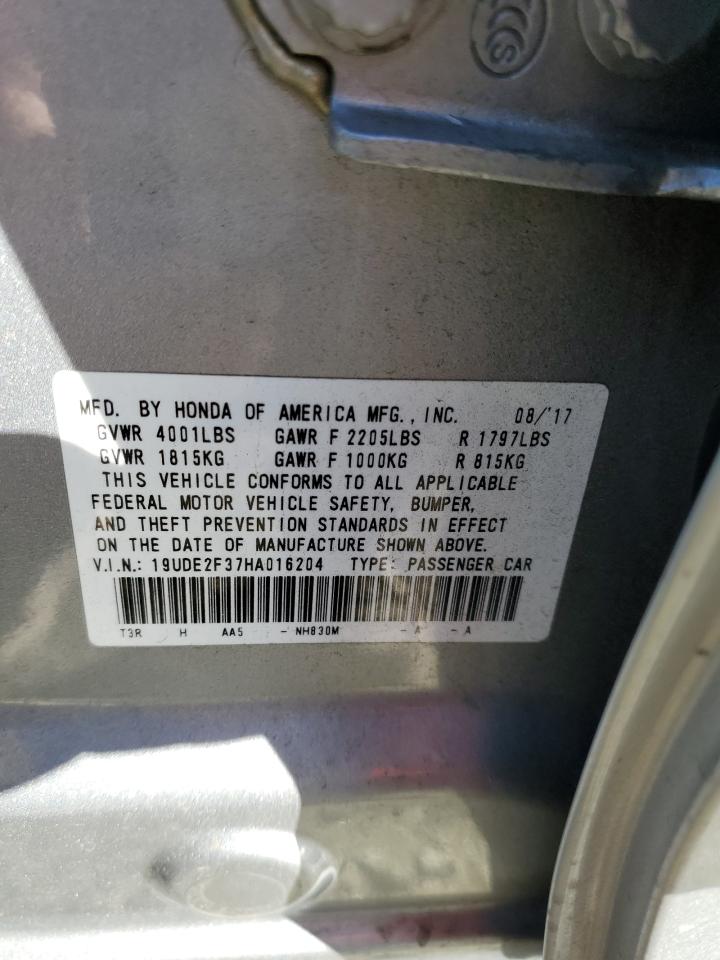 CCS
MFD. BY HONDA OF AMERICA MFG., INC. 08/'17
GVWR 4001LBS GAWR F 2205LBS R 1797LBS
GVWR 1815KG GAWR F 1000KG R 815KG
THIS VEHICLE CONFORMS TO ALL APPLICABLE
FEDERAL MOTOR VEHICLE SAFETY, BUMPER,
AND THEFT PREVENTION STANDARDS IN EFFECT
ON THE DATE OF MANUFACTURE SHOWN ABOVE.
V.I.N.: 19UDE2F37HA016204 TYPE: PASSENGER CAR
T3R H AA5 - NH830M - A - A